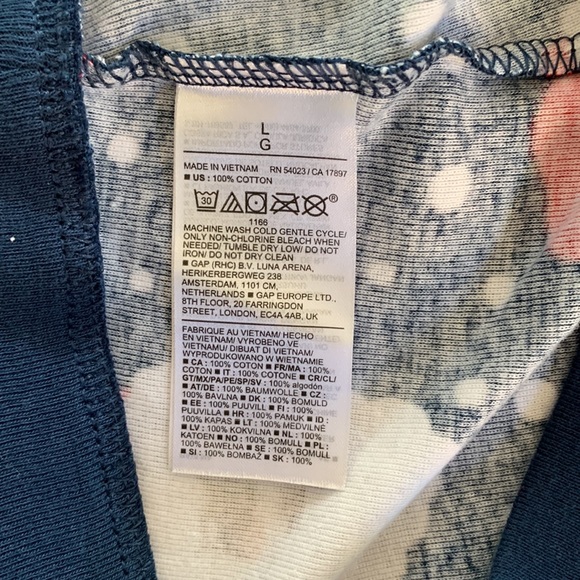 L
G
MADE IN VIETNAM RN 54023 / CA 17897
■ US : 100% COTTON
30
®
1166
MACHINE WASH COLD GENTLE CYCLE/
ONLY NON-CHLORINE BLEACH WHEN
NEEDED/ TUMBLE DRY LOW/ DO NOT
IRON/ DO NOT DRY CLEAN
■ GAP (RHC) B.V. LUNA ARENA,
HERIKERBERGWEG 238
AMSTERDAM, 1101 CM,
NETHERLANDS ■ GAP EUROPE LTD.,
8TH FLOOR, 20 FARRINGDON
STREET, LONDON, EC4A 4AB, UK
FABRIQUE AU VIETNAM/ HECHO
EN VIETNAM/ VYROBENO VE
VIETNAMU/ DIBUAT DI VIETNAM/
WYPRODUKOWANO W WIETNAMIE
■ CA : 100% COTON ■ FR/MA : 100%
COTON ■ IT : 100% COTONE ■ CR/CL/
GT/MX/PA/PE/SP/SV : 100% algodón
■ AT/DE : 100% BAUMWOLLE ■ CZ :
100% BAVLNA ■ DK : 100% BOMULD
■ EE : 100% PUUVILL ■ FI : 100%
PUUVILLA ■ HR : 100% PAMUK ■ ID :
100% KAPAS ■ LT : 100% MEDVILNE
■ LV : 100% KOKVILNA ■ NL : 100%
KATOEN ■ NO : 100% BOMULL ■ PL :
100% BAWEŁNA ■ SE : 100% BOMULL
■ SI : 100% BOMBAŽ ■ SK : 100%